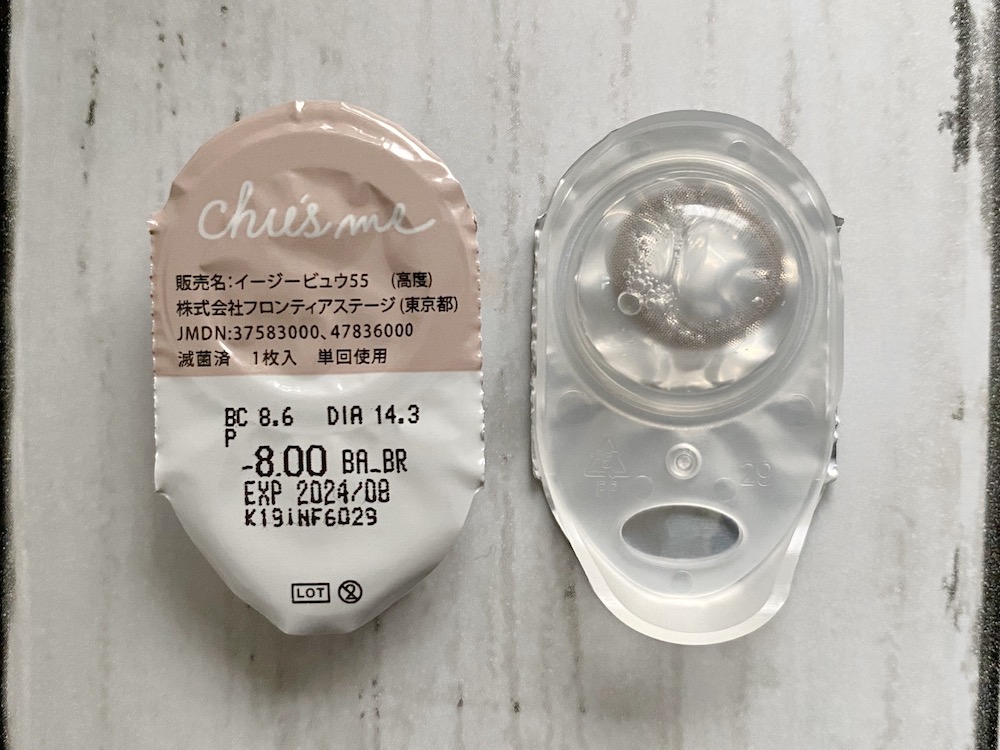 chu's me
販売名:イージービュウ55 (高度)
株式会社フロンティアステージ(東京都)
JMDN:37583000、47836000
滅菌済 1枚入 単回使用
BC 8.6 DIA 14.3
P
-8.00 BA_BR
EXP 2024/08
K19iNF6029
LOT
2
PP
29